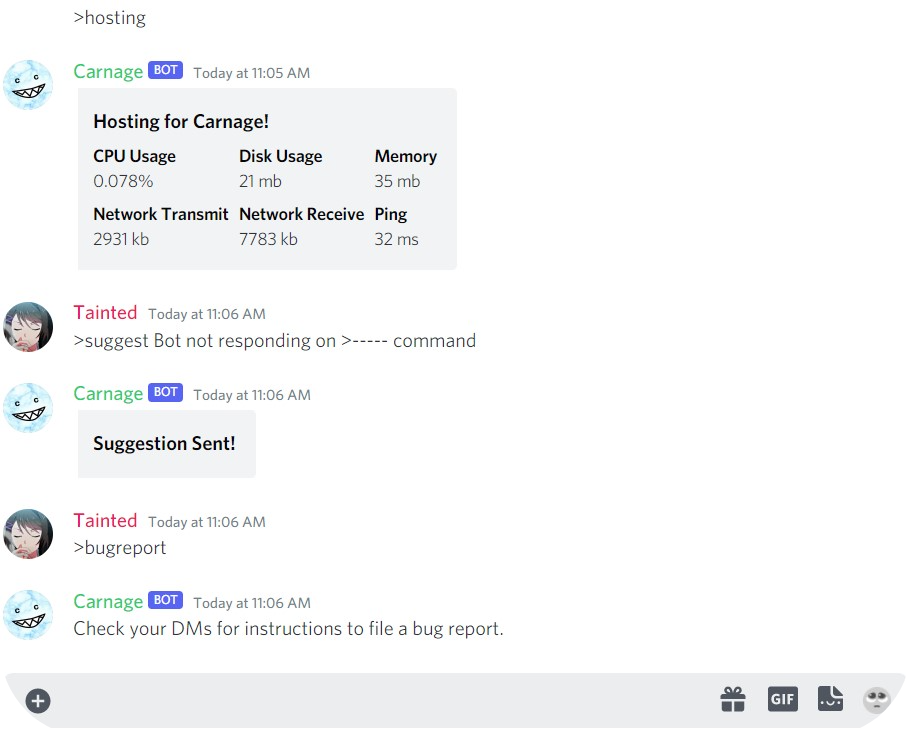 >hosting
Carnage BOT Today at 11:05 AM
Hosting for Carnage!
CPU Usage Disk Usage Memory
0.078% 21 mb 35 mb
Network Transmit Network Receive Ping
2931 kb 7783 kb 32 ms
Tainted Today at 11:06 AM
>suggest Bot not responding on >----- command
Carnage BOT Today at 11:06 AM
Suggestion Sent!
Tainted Today at 11:06 AM
>bugreport
Carnage BOT Today at 11:06 AM
Check your DMs for instructions to file a bug report.
GIF